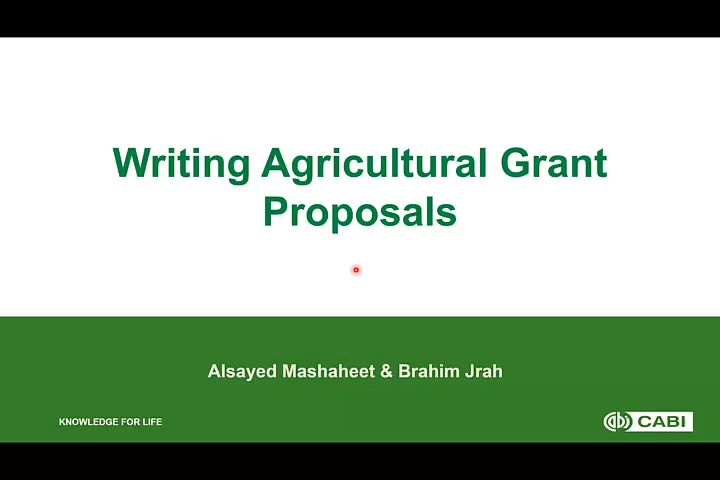 Writing Agricultural Grant
Proposals
Alsayed Mashaheet & Brahim Jrah
KNOWLEDGE FOR LIFE
CABI